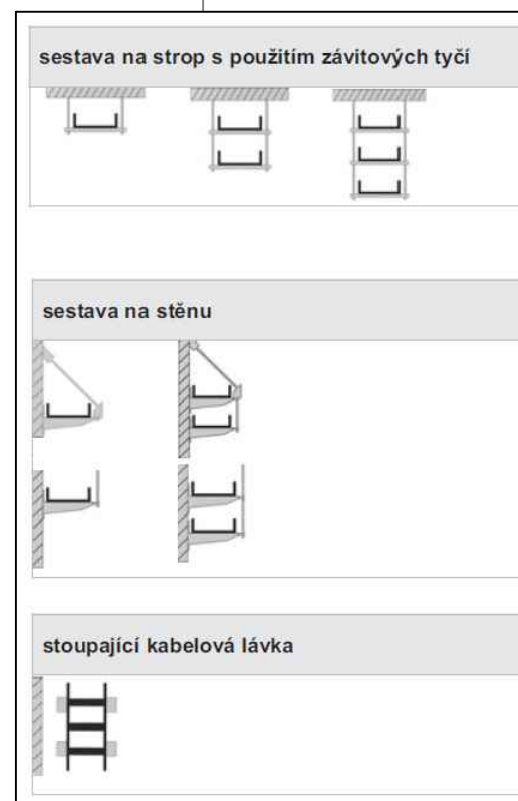 sestava na strop s použitím závitových tyčí
sestava na stěnu
stoupající kabelová lávka